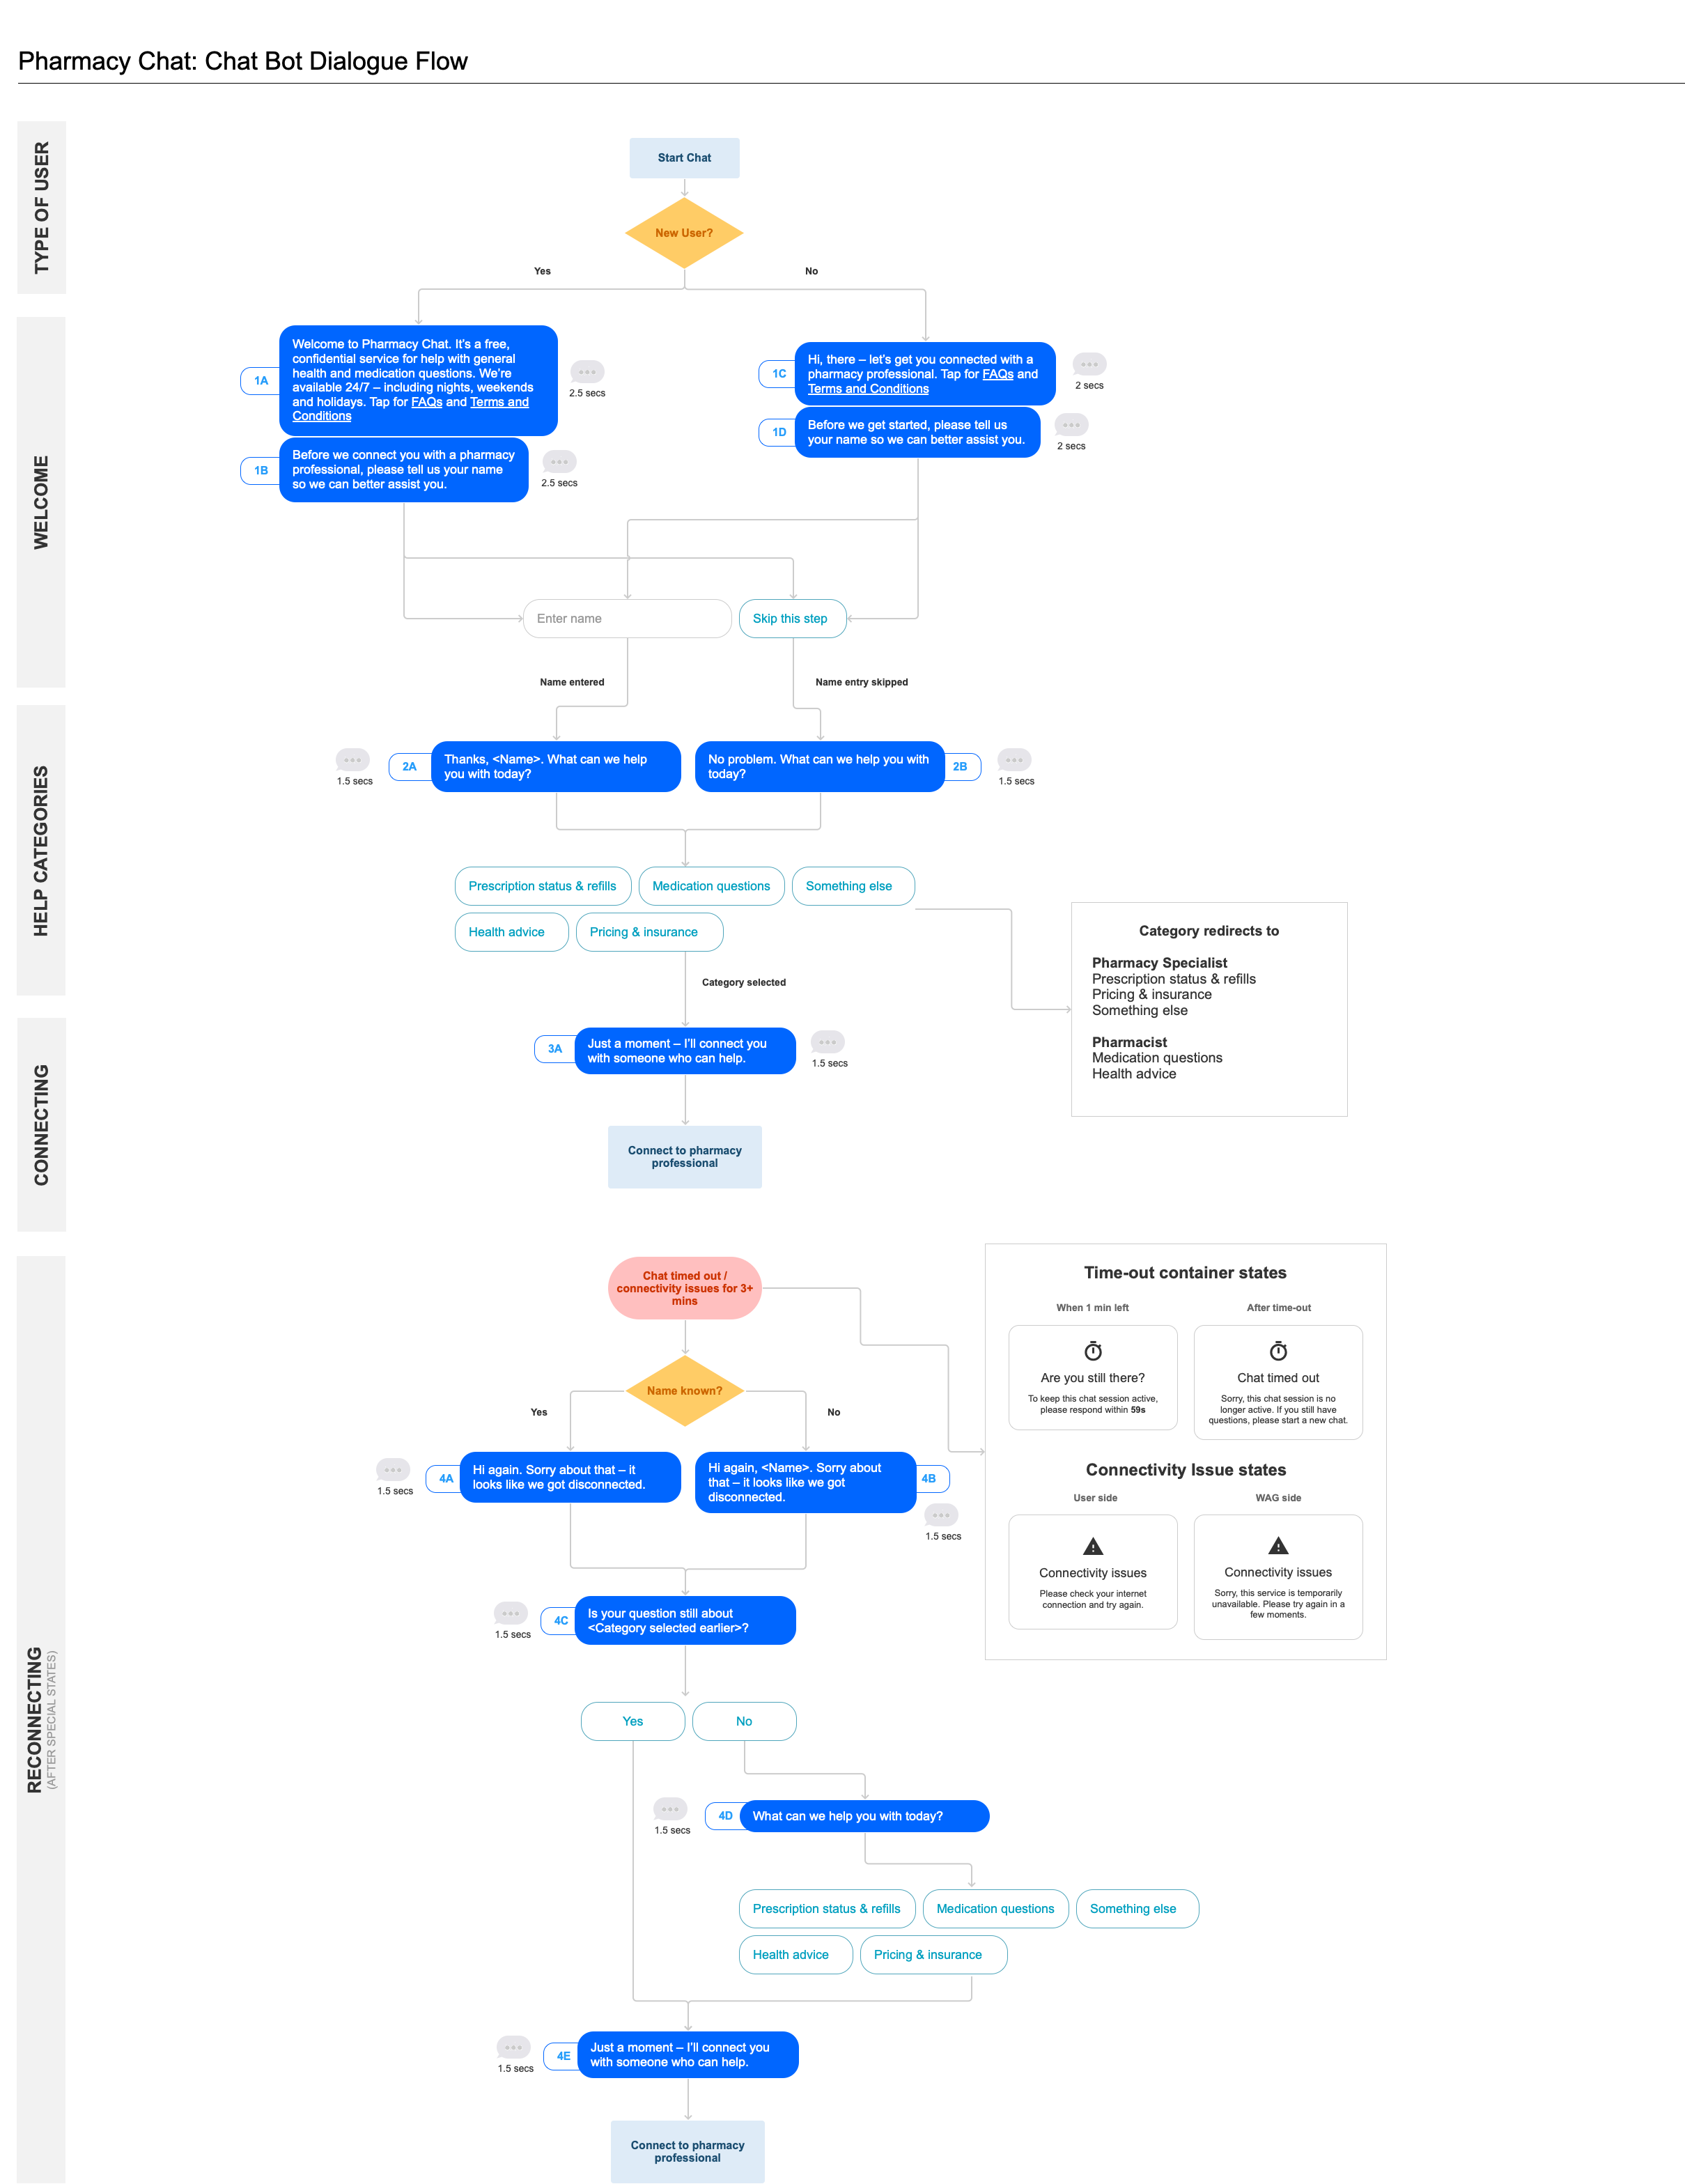 Pharmacy Chat: Chat Bot Dialogue Flow
TYPE OF USER
Start Chat
New User?
Yes
No
WELCOME
1A
Welcome to Pharmacy Chat. It’s a free,
confidential service for help with general
health and medication questions. We’re
available 24/7 – including nights, weekends
and holidays. Tap for FAQs and Terms and
Conditions
2.5 secs
1B
Before we connect you with a pharmacy
professional, please tell us your name
so we can better assist you.
2.5 secs
1C
Hi, there – let’s get you connected with a
pharmacy professional. Tap for FAQs and
Terms and Conditions
2 secs
1D
Before we get started, please tell us
your name so we can better assist you.
2 secs
Enter name
Skip this step
Name entered
Name entry skipped
HELP CATEGORIES
1.5 secs
2A
Thanks, <Name>. What can we help
you with today?
No problem. What can we help you with
today?
2B
1.5 secs
Prescription status & refills
Medication questions
Something else
Health advice
Pricing & insurance
Category selected
Category redirects to
Pharmacy Specialist
Prescription status & refills
Pricing & insurance
Something else
Pharmacist
Medication questions
Health advice
CONNECTING
3A
Just a moment – I’ll connect you
with someone who can help.
1.5 secs
Connect to pharmacy
professional
RECONNECTING
(AFTER SPECIAL STATES)
Chat timed out /
connectivity issues for 3+
mins
Name known?
Yes
No
1.5 secs
4A
Hi again. Sorry about that – it
looks like we got disconnected.
Hi again, <Name>. Sorry about
that – it looks like we got
disconnected.
4B
1.5 secs
Time-out container states
When 1 min left
After time-out
Are you still there?
To keep this chat session active,
please respond within 59s
Chat timed out
Sorry, this chat session is no
longer active. If you still have
questions, please start a new chat.
Connectivity Issue states
User side
WAG side
Connectivity issues
Please check your internet
connection and try again.
Connectivity issues
Sorry, this service is temporarily
unavailable. Please try again in a
few moments.
1.5 secs
4C
Is your question still about
<Category selected earlier>?
Yes
No
1.5 secs
4D
What can we help you with today?
Prescription status & refills
Medication questions
Something else
Health advice
Pricing & insurance
1.5 secs
4E
Just a moment – I’ll connect you
with someone who can help.
Connect to pharmacy
professional